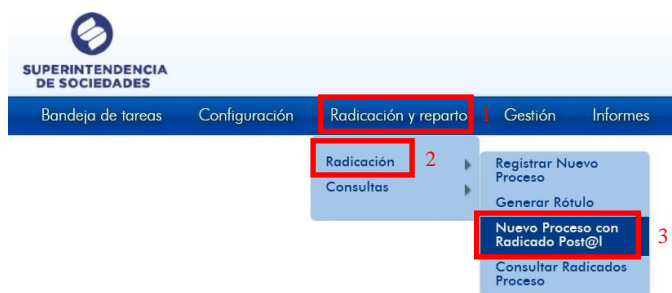 SUPERINTENDENCIA
DE SOCIEDADES
Bandeja de tareas Configuración Radicación y reparto 1 Gestión Informes
Radicación 2
Consultas
Registrar Nuevo
Proceso
Generar Rótulo
Nuevo Proceso con
Radicado Post@l 3
Consultar Radicados
Proceso